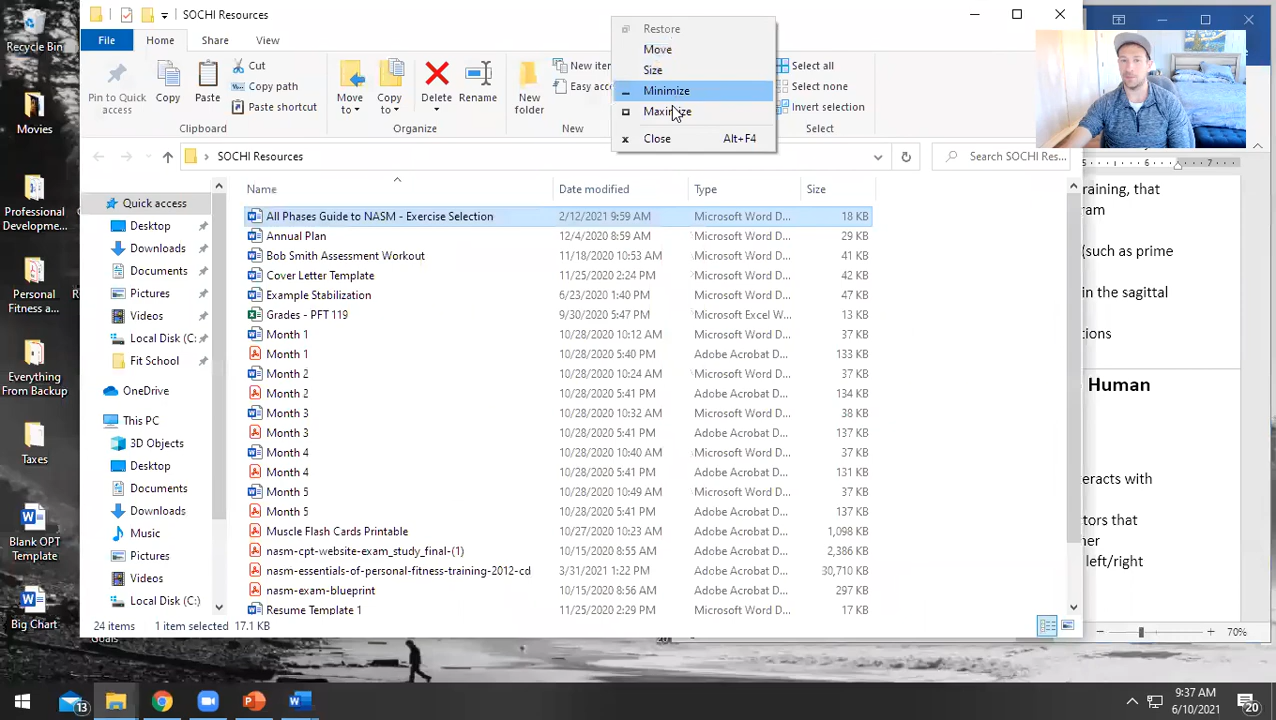 SOCHI Resources
File
Home
Share
View
Restore
Move
Size
Minimize
Maximize
Close
Alt+F4
Pin to Quick
access
Copy
Paste
Cut
Copy path
Paste shortcut
Move
to
Copy
to
Delete
Rename
New
folder
New item
Easy acce
Select all
Select none
Invert selection
Organize
New
Select
SOCHI Resources
Search SOCHI Res...
Name
Date modified
Type
Size
All Phases Guide to NASM - Exercise Selection 2/12/2021 9:59 AM Microsoft Word D... 18 KB
Annual Plan 12/4/2020 8:59 AM Microsoft Word D... 29 KB
Bob Smith Assessment Workout 11/18/2020 10:53 AM Microsoft Word D... 41 KB
Cover Letter Template 11/25/2020 2:24 PM Microsoft Word D... 42 KB
Example Stabilization 6/23/2020 1:40 PM Microsoft Word D... 47 KB
Grades - PFT 119 9/30/2020 5:47 PM Microsoft Excel W... 13 KB
Month 1 10/28/2020 10:12 AM Microsoft Word D... 37 KB
Month 1 10/28/2020 5:40 PM Adobe Acrobat D... 133 KB
Month 2 10/28/2020 10:24 AM Microsoft Word D... 37 KB
Month 2 10/28/2020 5:41 PM Adobe Acrobat D... 134 KB
Month 3 10/28/2020 10:32 AM Microsoft Word D... 38 KB
Month 3 10/28/2020 5:41 PM Adobe Acrobat D... 137 KB
Month 4 10/28/2020 10:40 AM Microsoft Word D... 37 KB
Month 4 10/28/2020 5:41 PM Adobe Acrobat D... 131 KB
Month 5 10/28/2020 10:49 AM Microsoft Word D... 37 KB
Month 5 10/28/2020 5:41 PM Adobe Acrobat D... 137 KB
Muscle Flash Cards Printable 10/27/2020 10:23 AM Adobe Acrobat D... 1,098 KB
nasm-cpt-website-exam_study_final-(1) 10/15/2020 8:55 AM Adobe Acrobat D... 2,386 KB
nasm-essentials-of-personal-fitness-training-2012-cd 3/31/2021 1:22 PM Adobe Acrobat D... 30,710 KB
nasm-exam-blueprint 10/15/2020 8:56 AM Adobe Acrobat D... 297 KB
Resume Template 1 11/25/2020 2:29 PM Microsoft Word D... 17 KB
Quick access
Desktop
Downloads
Documents
Pictures
Videos
Local Disk (C:
Fit School
OneDrive
This PC
3D Objects
Desktop
Documents
Downloads
Music
Pictures
Videos
Local Disk (C:)
24 items
1 item selected 17.1 KB
Recycle Bin
Movies
Professional
Developme...
Personal
Fitness a...
Everything
From Backup
Taxes
Blank OPT
Template
Big Chart
Goals
5 6 7
raining, that
ram
(such as prime
in the sagittal
tions
Human
eracts with
ctors that
her
left/right
70%
13
9:37 AM
6/10/2021
20